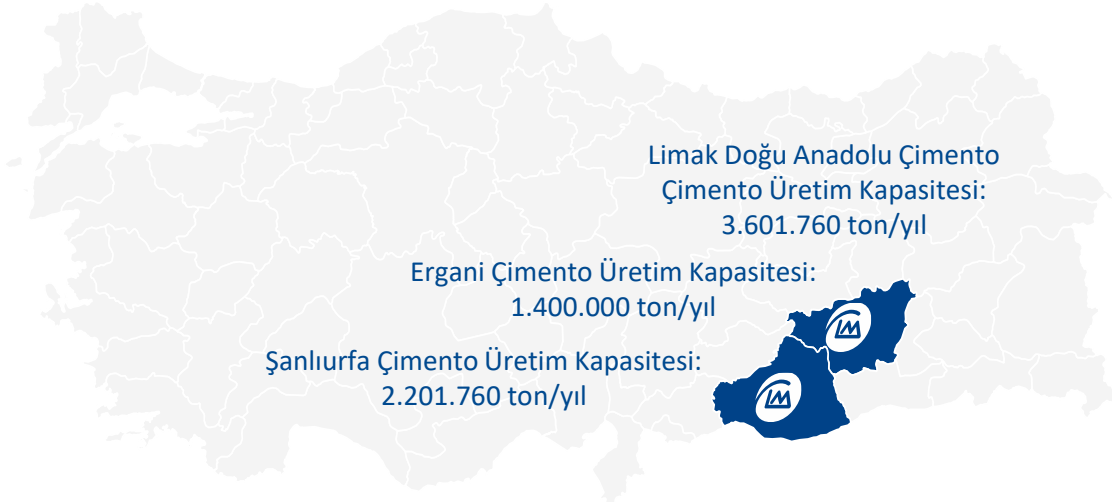 Limak Doğu Anadolu Çimento
Çimento Üretim Kapasitesi:
3.601.760 ton/yıl
Ergani Çimento Üretim Kapasitesi:
1.400.000 ton/yıl
Şanlıurfa Çimento Üretim Kapasitesi:
2.201.760 ton/yıl